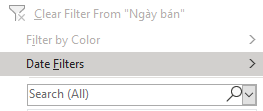 Clear Filter From "Ngày bán"
Filter by Color
Date Filters
Search (All)